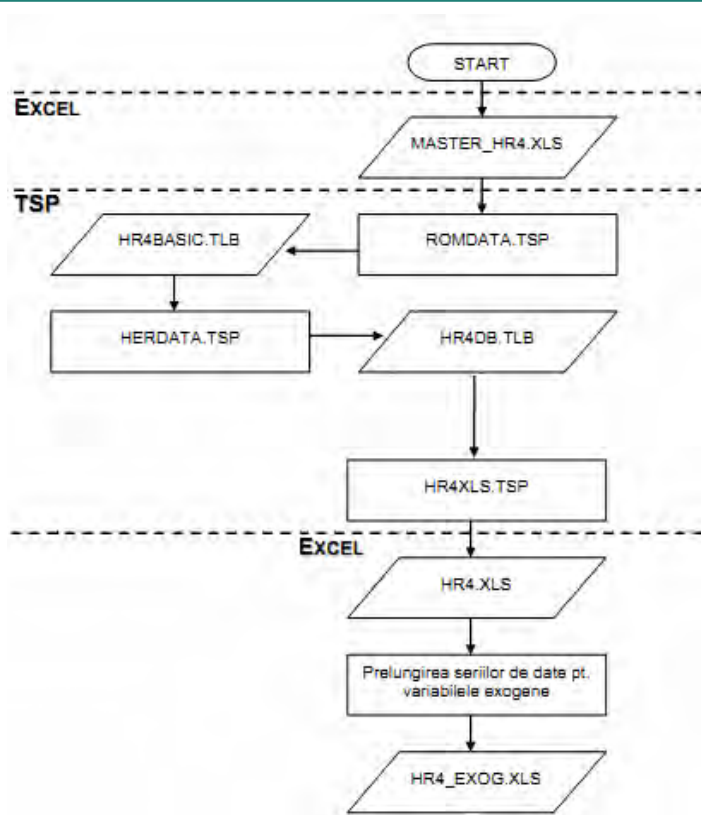 START
EXCEL
MASTER_HR4.XLS
TSP
HR4BASIC.TLB
ROMDATA.TSP
HERDATA.TSP
HR4DB.TLB
HR4XLS.TSP
EXCEL
HR4.XLS
Prelungirea seriilor de date pt.
variabilele exogene
HR4_EXOG.XLS